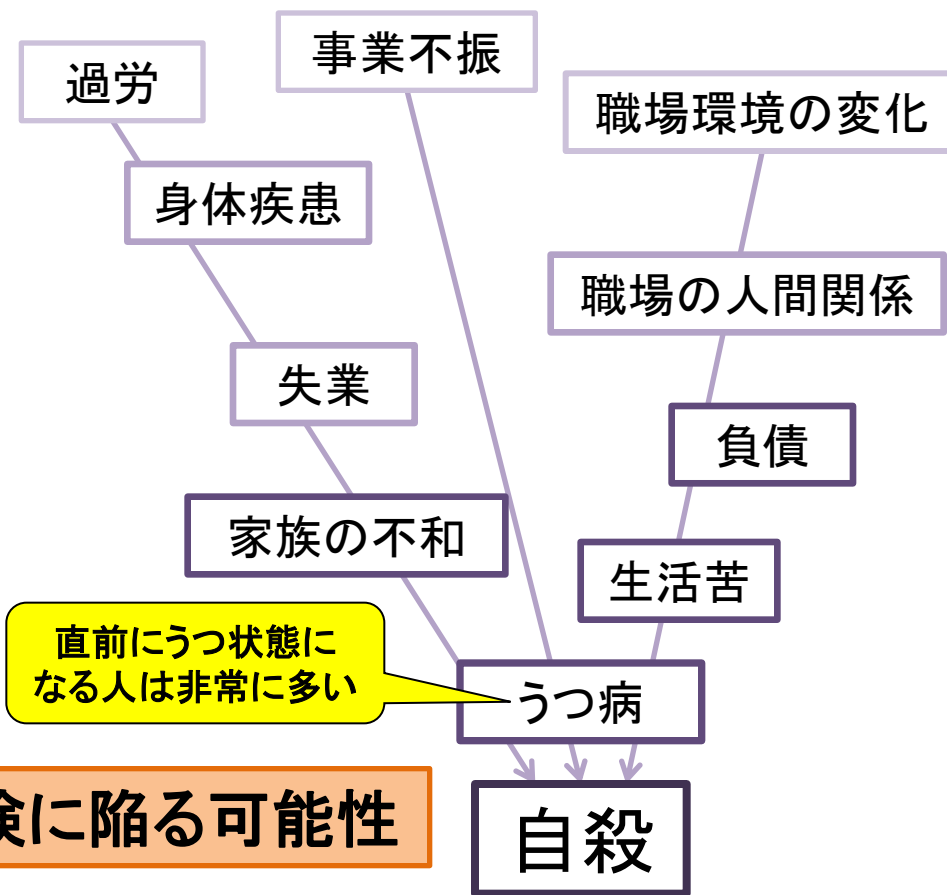 過労
事業不振
職場環境の変化
身体疾患
職場の人間関係
失業
負債
家族の不和
生活苦
直前にうつ状態に
なる人は非常に多い
うつ病
険に陥る可能性
自殺